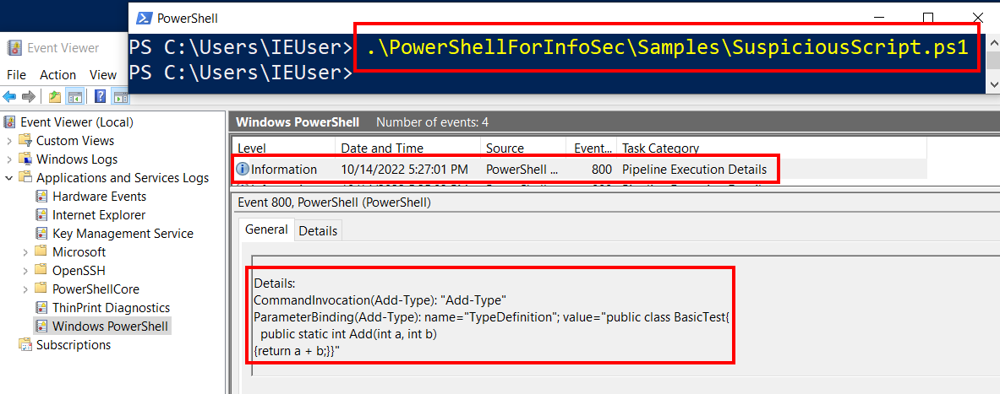 PowerShell
PS C:\Users\IEUser> .\PowerShellForInfoSec\Samples\SuspiciousScript.ps1
PS C:\Users\IEUser>
Event Viewer
File Action View
Event Viewer (Local)
Custom Views
Windows Logs
Applications and Services Logs
Hardware Events
Internet Explorer
Key Management Service
Microsoft
OpenSSH
PowerShellCore
ThinPrint Diagnostics
Windows PowerShell
Subscriptions
Windows PowerShell Number of events: 4
Level Date and Time Source Event... Task Category
Information 10/14/2022 5:27:01 PM PowerShell ... 800 Pipeline Execution Details
Event 800, PowerShell (PowerShell)
General Details
Details:
CommandInvocation(Add-Type): "Add-Type"
ParameterBinding(Add-Type): name="TypeDefinition"; value="public class BasicTest{
public static int Add(int a, int b)
{return a + b;}}"